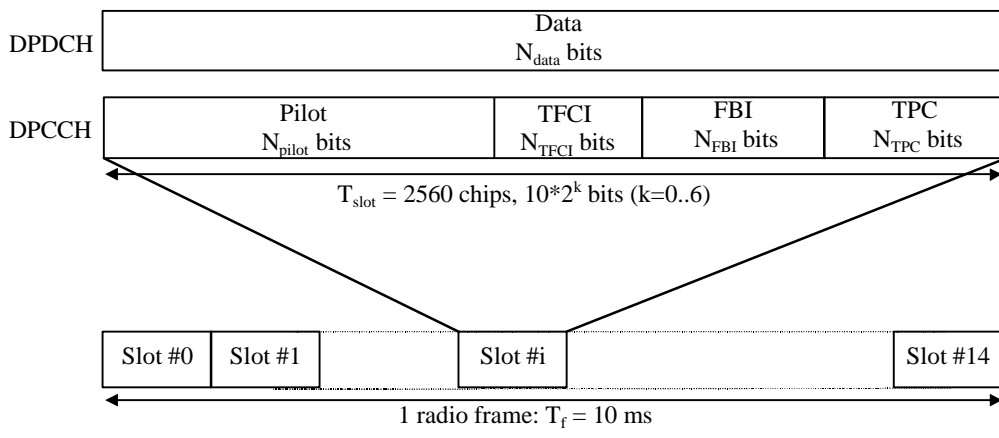 DPDCH
Data
N_data bits
DPCCH
Pilot
N_pilot bits
TFCI
N_TFCI bits
FBI
N_FBI bits
TPC
N_TPC bits
T_slot = 2560 chips, 10*2^k bits (k=0..6)
Slot #0
Slot #1
Slot #i
Slot #14
1 radio frame: T_f = 10 ms